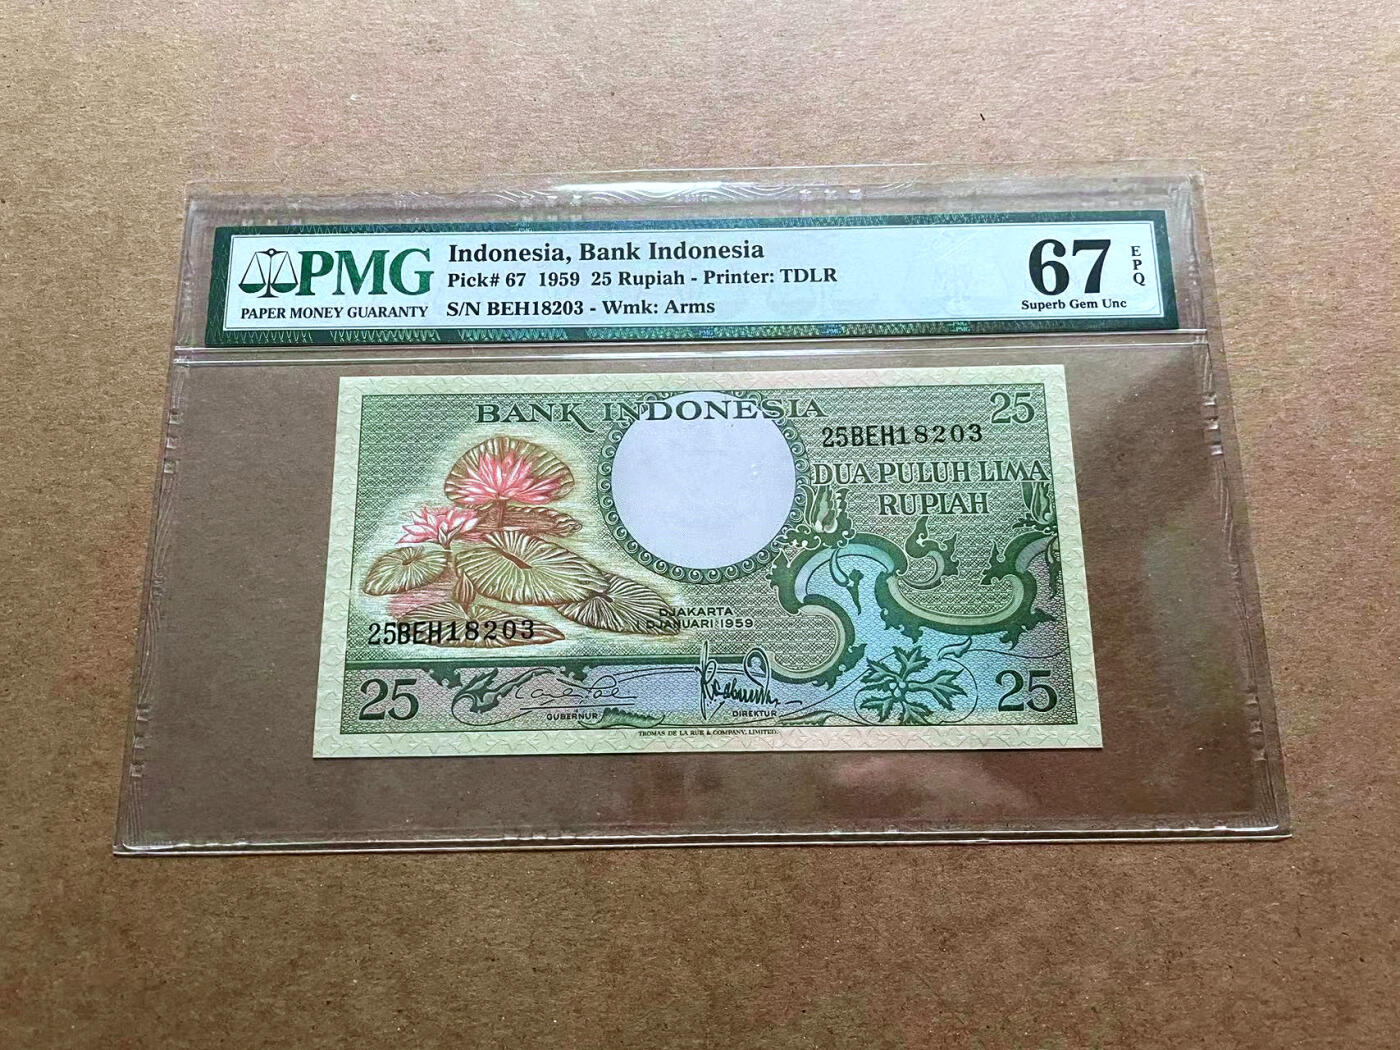 PMG
PAPER MONEY GUARANTY
Indonesia, Bank Indonesia
Pick# 67 1959 25 Rupiah - Printer: TDLR
S/N BEH18203 - Wmk: Arms
67
EPQ
Superb Gem Unc
BANK INDONESIA
25
25BEH18203
DUA PULUH LIMA
RUPIAH
DJAKARTA
1 DJANUARI 1959
25BEH18203
25
GUBERNUR
DIREKTUR
25
THOMAS DE LA RUE & COMPANY, LIMITED.